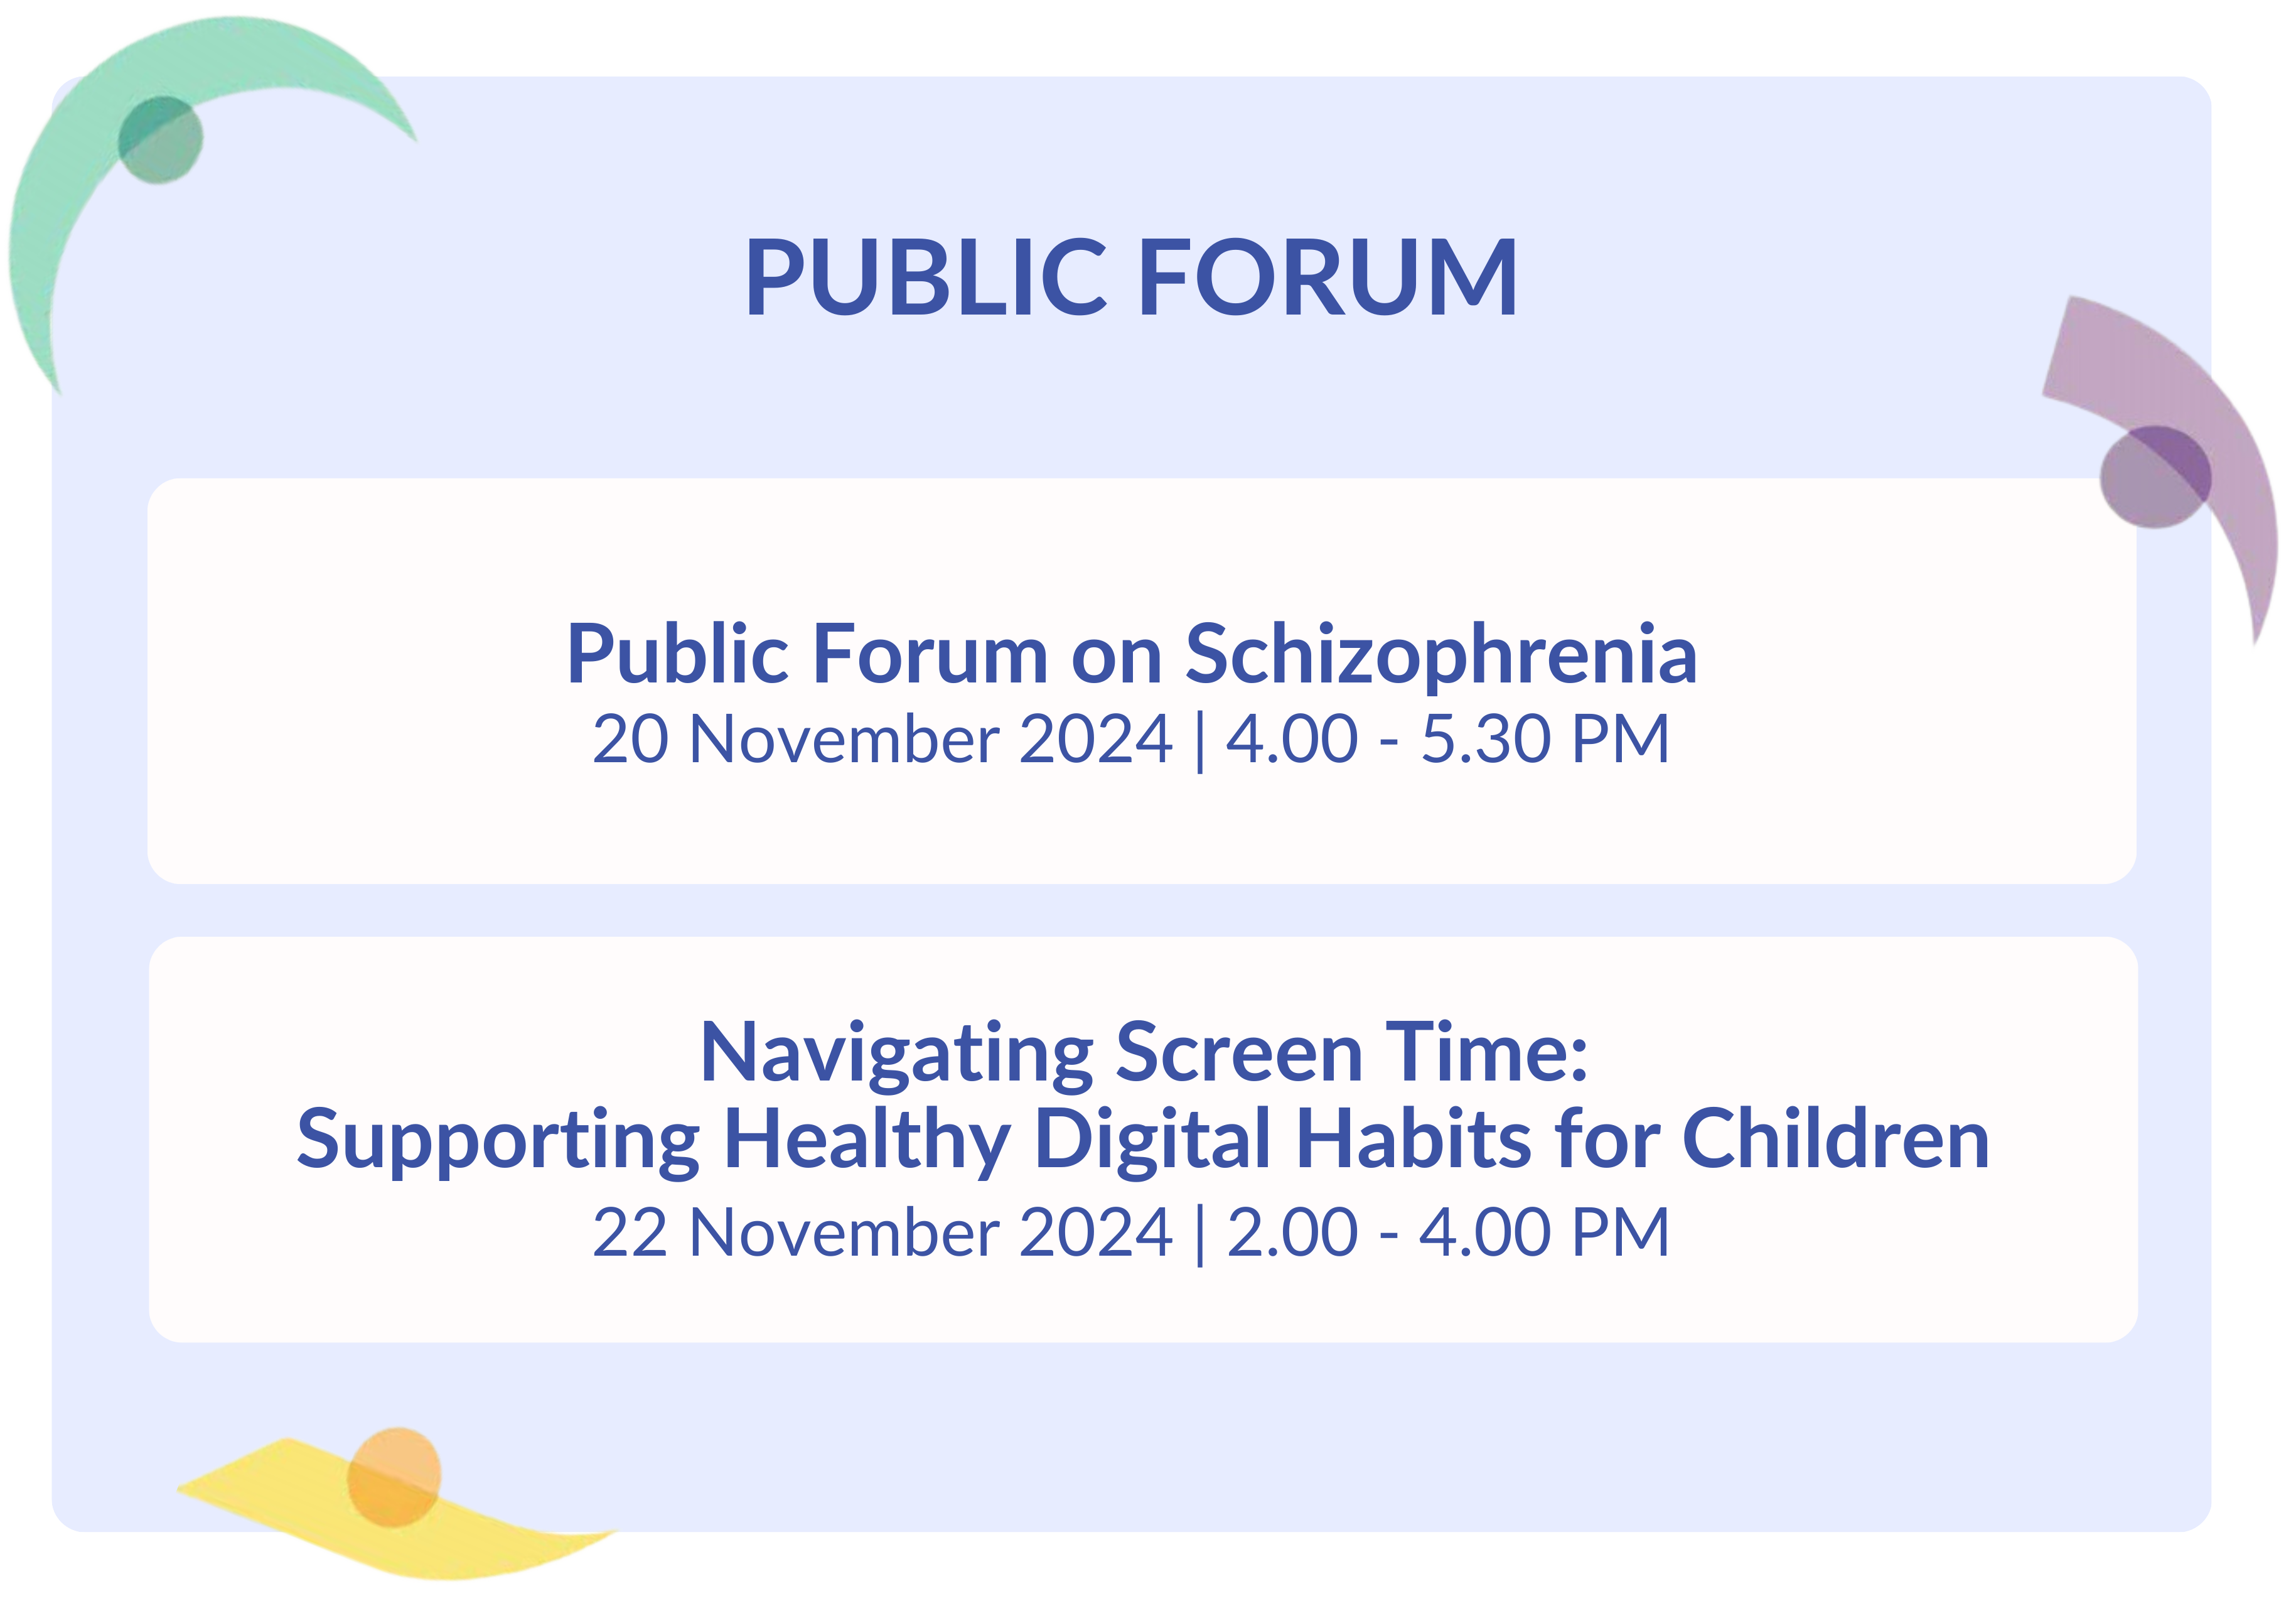 PUBLIC FORUM
Public Forum on Schizophrenia
20 November 2024 | 4.00 - 5.30 PM
Navigating Screen Time:
Supporting Healthy Digital Habits for Children
22 November 2024 | 2.00 - 4.00 PM